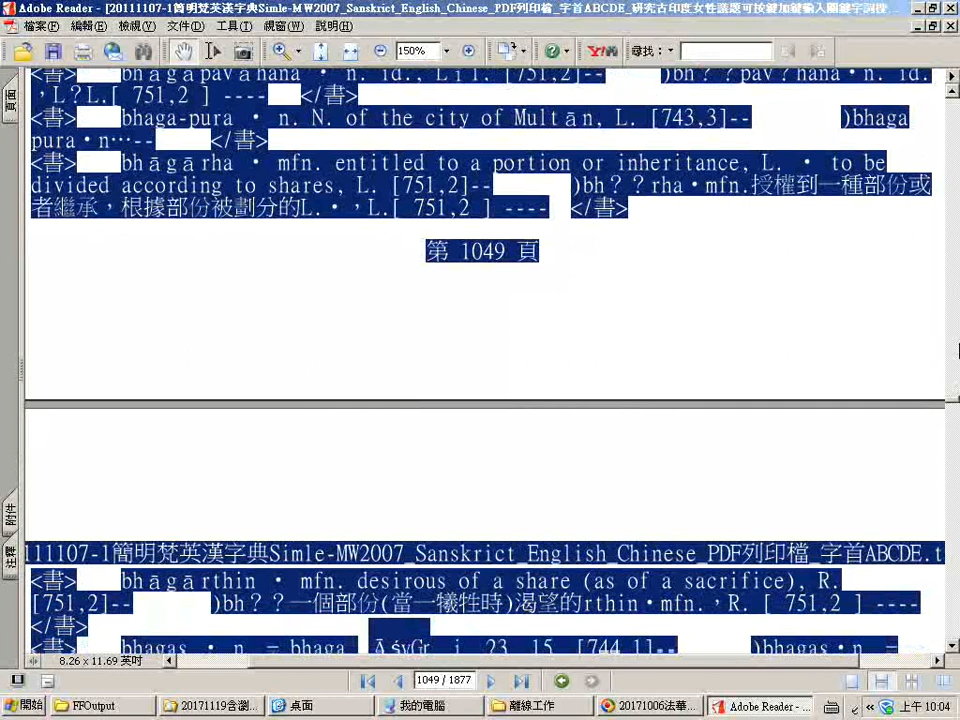 Adobe Reader - [20111107-1簡明梵英漢字典Simle-MW2007_Sanskrict_English_Chinese_PDF列印檔_字首ABCDE_研究古印度女性議題可按鍵加鍵輸入關鍵字詞搜
檔案(F) 編輯(E) 檢視(V) 文件(D) 工具(T) 視窗(W) 說明(H)
150% 尋找：
頁面
<書> bhāgāpavāhana ‧ n. id., Līl. [751,2]-- )bh？？pav？hana‧n. id.
，L？L.[ 751,2 ] ---- </書>
<書> bhaga-pura ‧ n. N. of the city of Multān, L. [743,3]-- )bhaga
pura‧n…-- </書>
<書> bhāgārha ‧ mfn. entitled to a portion or inheritance, L. ‧ to be
divided according to shares, L. [751,2]-- )bh？？rha‧mfn.授權到一種部份或
者繼承，根據部份被劃分的L.‧，L.[ 751,2 ] ---- </書>
第 1049 頁
111107-1簡明梵英漢字典Simle-MW2007_Sanskrict_English_Chinese_PDF列印檔_字首ABCDE.t
<書> bhāgārthin ‧ mfn. desirous of a share (as of a sacrifice), R.
[751,2]-- )bh？？一個部份(當一犧牲時)渴望的rthin‧mfn.，R. [ 751,2 ] ----
</書>
<書> bhagas ‧ n. = bhaga ĀśvGr. i, 23, 15. [744,1]-- )bhagas‧n. =
附件
注釋
8.26 x 11.69 英吋
1049 / 1877
開始 FFOutput 20171119含瀏... 桌面 我的電腦 離線工作 20171006法華... Adobe Reader - ... 上午 10:04